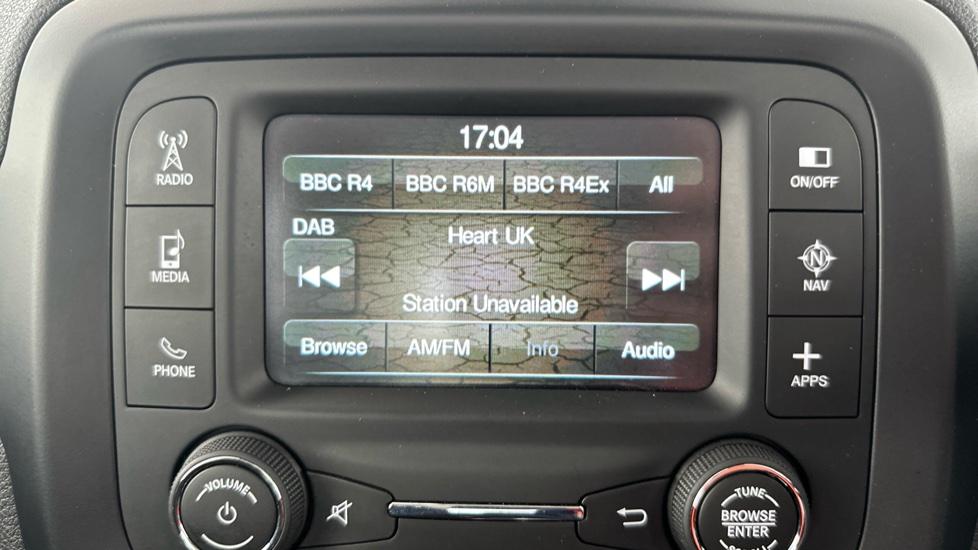 17:04
BBC R4 BBC R6M BBC R4Ex All
RADIO
ON/OFF
DAB
Heart UK
MEDIA
N
NAV
Station Unavailable
Browse AM/FM Info Audio
PHONE
APPS
VOLUME
TUNE
BROWSE
ENTER